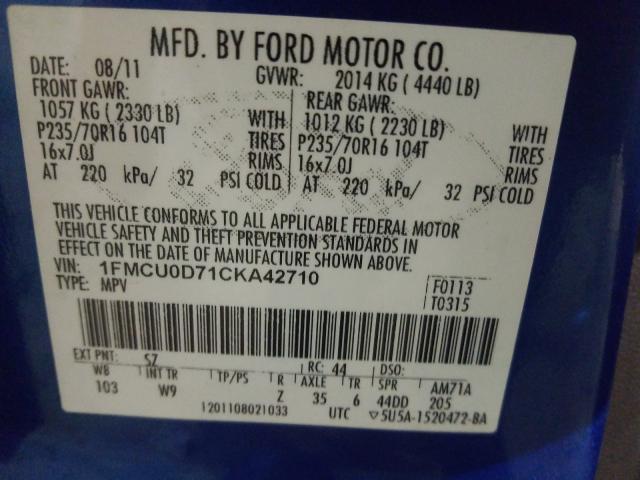 MFD. BY FORD MOTOR CO.
DATE: 08/11 GVWR: 2014 KG ( 4440 LB)
FRONT GAWR: REAR GAWR:
1057 KG ( 2330 LB) WITH 1012 KG ( 2230 LB) WITH
P235/70R16 104T TIRES P235/70R16 104T TIRES
16x7.0J RIMS 16x7.0J RIMS
AT 220 kPa/ 32 PSI COLD AT 220 kPa/ 32 PSI COLD
THIS VEHICLE CONFORMS TO ALL APPLICABLE FEDERAL MOTOR
VEHICLE SAFETY AND THEFT PREVENTION STANDARDS IN
EFFECT ON THE DATE OF MANUFACTURE SHOWN ABOVE.
VIN: 1FMCU0D71CKA42710 F0113
TYPE: MPV T0315
EXT PNT: SZ RC: 44 DSO:
WB INT TR TP/PS R AXLE TR SPR AM71A
103 W9 Z 35 6 44DD 205
1201108021033 UTC ▽5U5A-1520472-BA